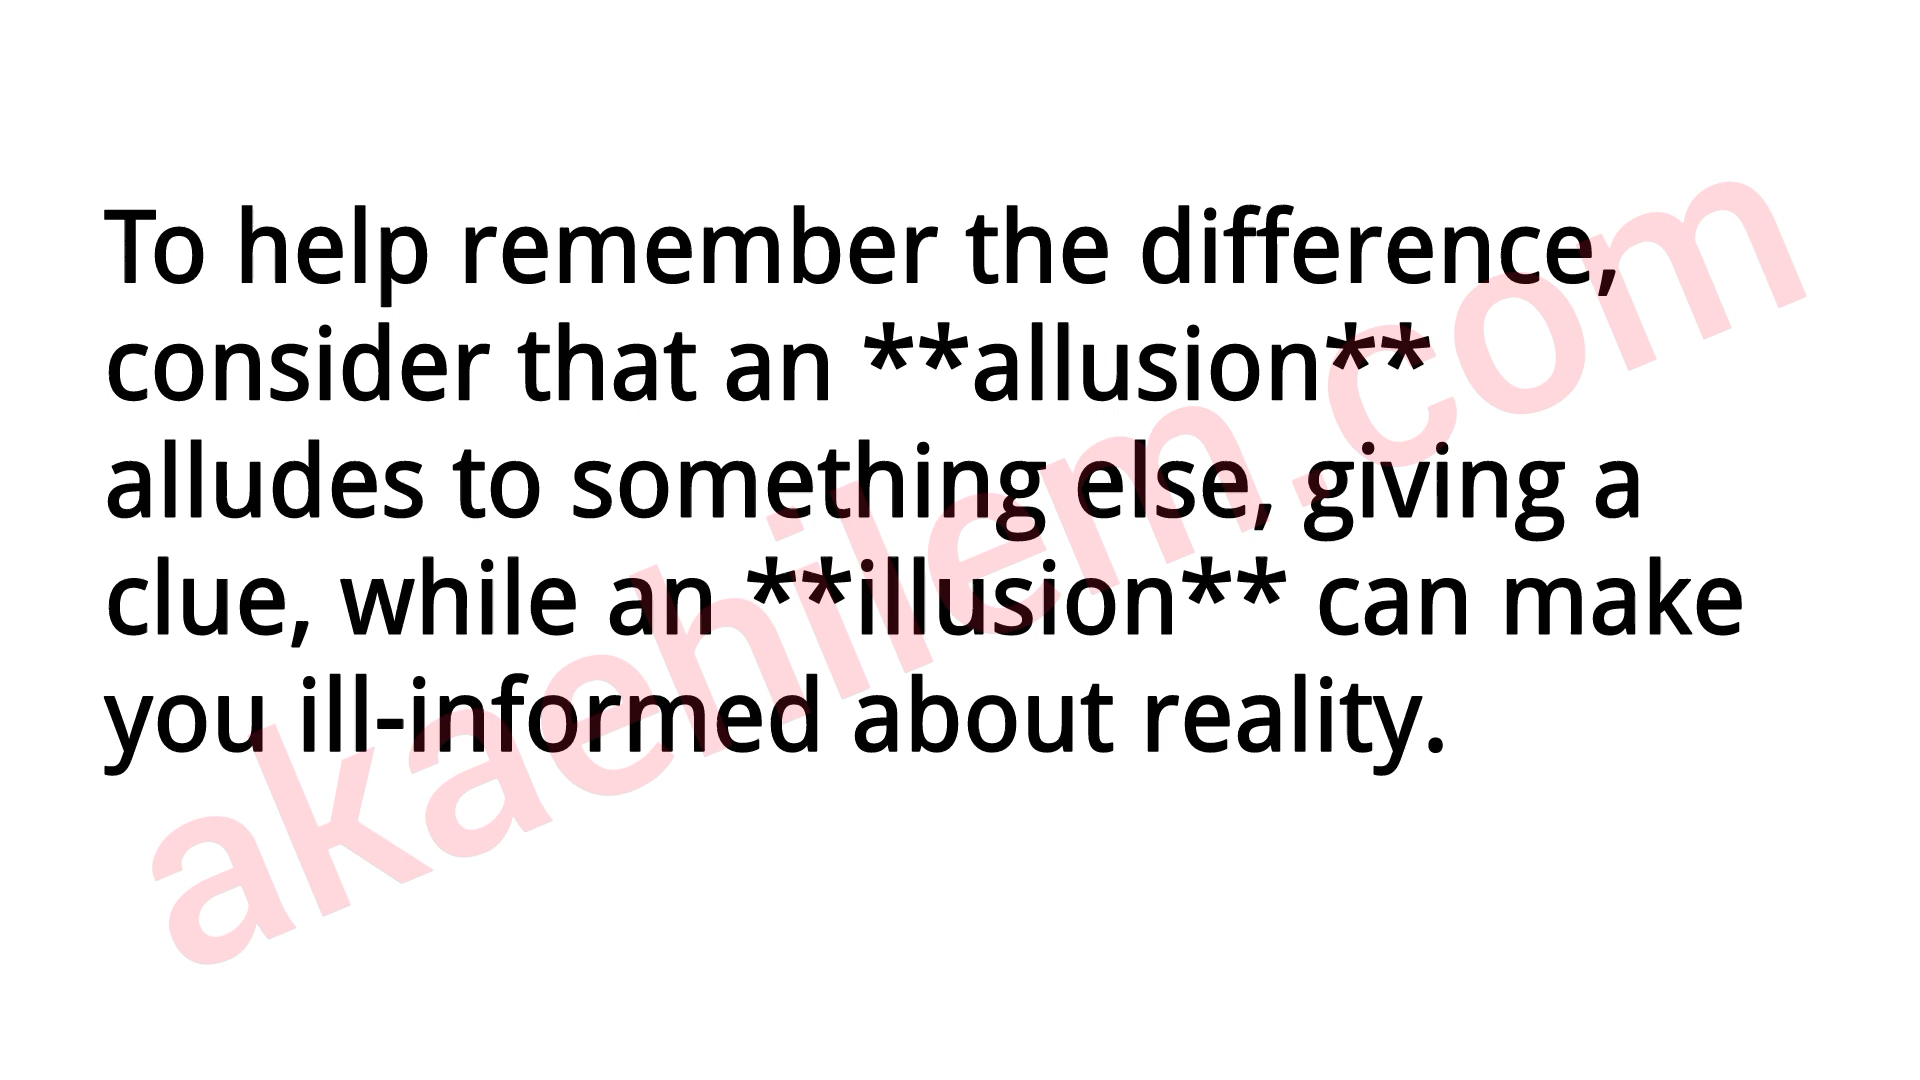 To help remember the difference,
consider that an **allusion**
alludes to something else, giving a
clue, while an **illusion** can make
you ill-informed about reality.
akaehilem.com